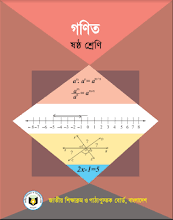 গণিত
ষষ্ঠ শ্রেণি
2x-1=5
জাতীয় শিক্ষাক্রম ও পাঠ্যপুস্তক বোর্ড, বাংলাদেশ